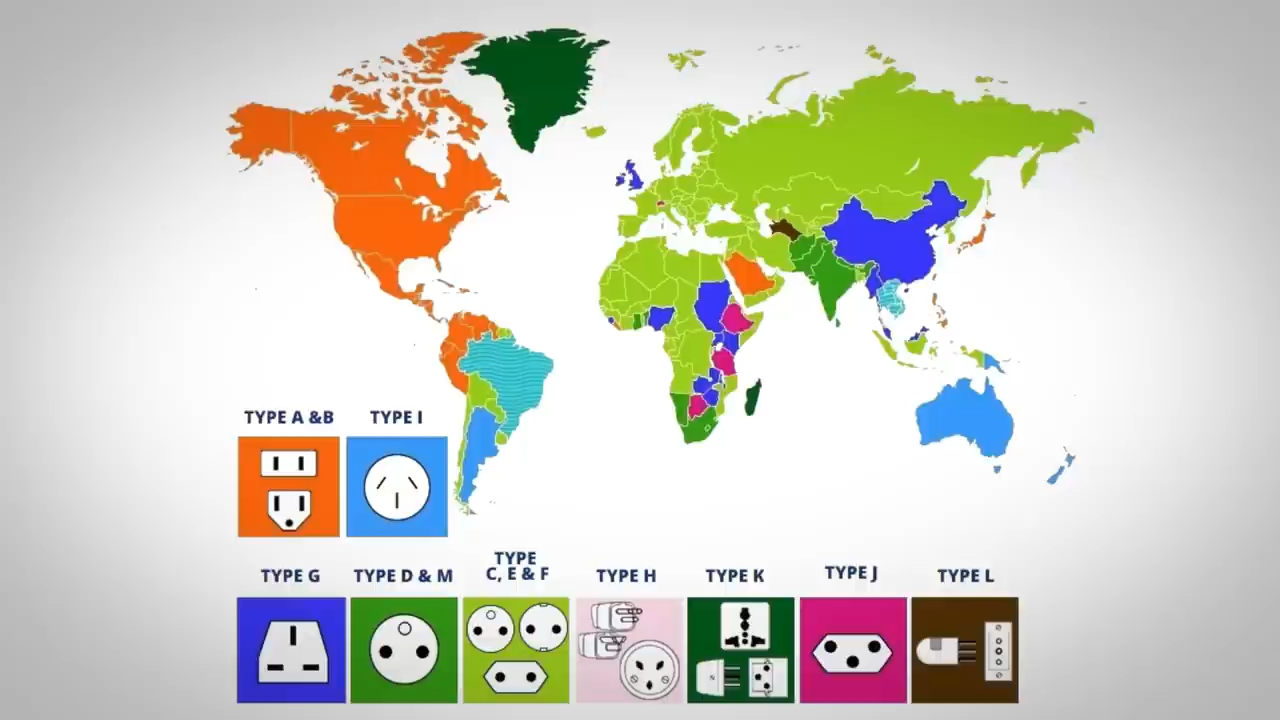 TYPE A &B
TYPE I
TYPE G
TYPE D & M
TYPE
C, E & F
TYPE H
TYPE K
TYPE J
TYPE L